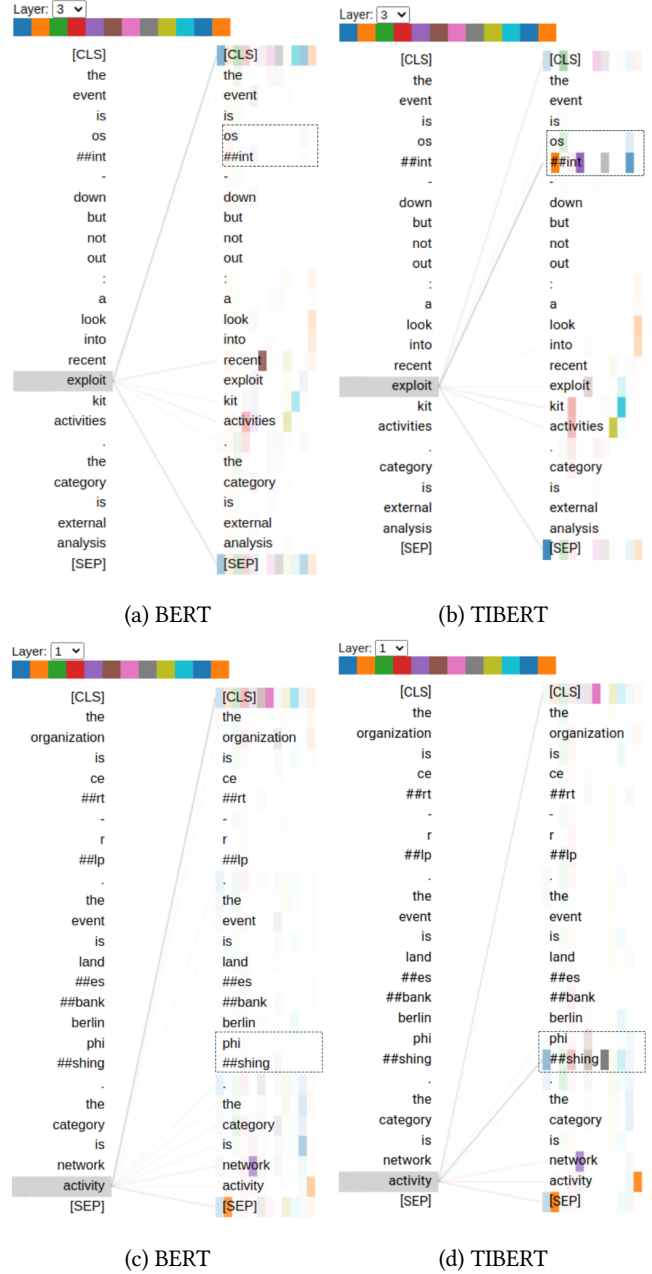 Layer: 3
[CLS] [CLS]
the the
event event
is is
os os
##int ##int
- -
down down
but but
not not
out out
: :
a a
look look
into into
recent recent
exploit exploit
kit kit
activities activities
. .
the the
category category
is is
external external
analysis analysis
[SEP] [SEP]
(a) BERT
Layer: 3
[CLS] [CLS]
the the
event event
is is
os os
##int ##int
- -
down down
but but
not not
out out
: :
a a
look look
into into
recent recent
exploit exploit
kit kit
activities activities
. .
category category
is is
external external
analysis analysis
[SEP] [SEP]
(b) TIBERT
Layer: 1
[CLS] [CLS]
the the
organization organization
is is
ce ce
##rt ##rt
- -
r r
##lp ##lp
. .
the the
event event
is is
land land
##es ##es
##bank ##bank
berlin berlin
phi phi
##shing ##shing
. .
the the
category category
is is
network network
activity activity
[SEP] [SEP]
(c) BERT
Layer: 1
[CLS] [CLS]
the the
organization organization
is is
ce ce
##rt ##rt
- -
r r
##lp ##lp
. .
the the
event event
is is
land land
##es ##es
##bank ##bank
berlin berlin
phi phi
##shing ##shing
. .
the the
category category
is is
network network
activity activity
[SEP] [SEP]
(d) TIBERT